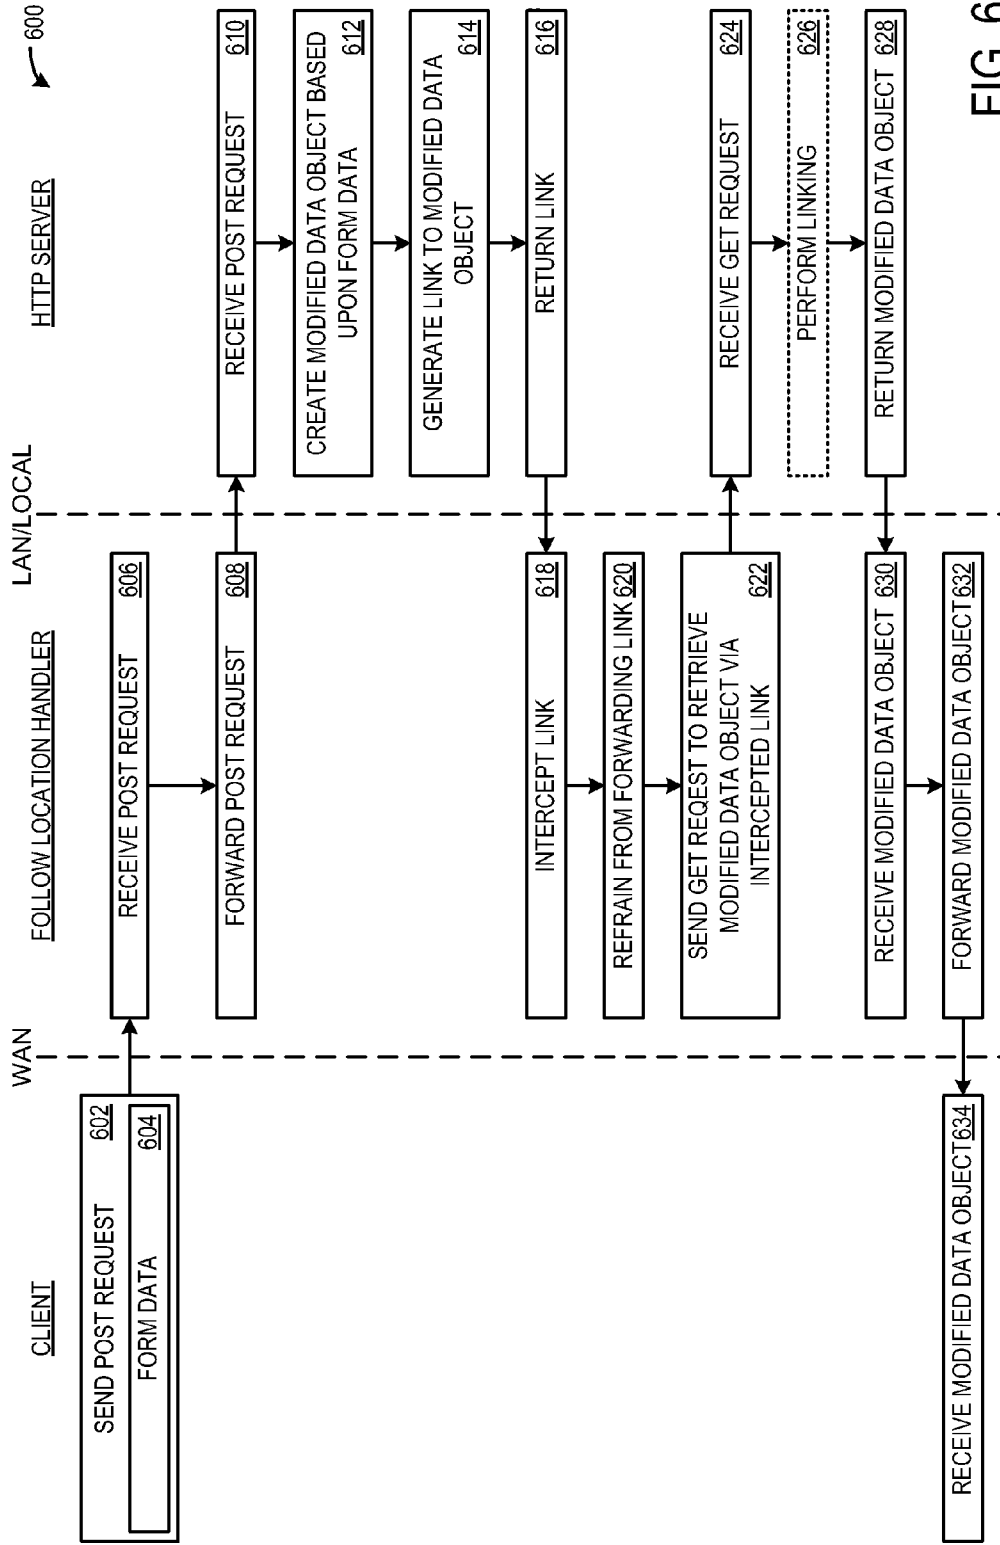 600
CLIENT
WAN
FOLLOW LOCATION HANDLER
LAN/LOCAL
HTTP SERVER
SEND POST REQUEST 602
FORM DATA 604
RECEIVE POST REQUEST 606
FORWARD POST REQUEST 608
RECEIVE POST REQUEST 610
CREATE MODIFIED DATA OBJECT BASED 612
UPON FORM DATA
GENERATE LINK TO MODIFIED DATA 614
OBJECT
RETURN LINK 616
INTERCEPT LINK 618
REFRAIN FROM FORWARDING LINK 620
SEND GET REQEST TO RETRIEVE 622
MODIFIED DATA OBJECT VIA
INTERCEPTED LINK
RECEIVE GET REQUEST 624
PERFORM LINKING 626
RETURN MODIFIED DATA OBJECT 628
RECEIVE MODIFIED DATA OBJECT 630
FORWARD MODIFIED DATA OBJECT 632
RECEIVE MODIFIED DATA OBJECT 634
FIG. 6